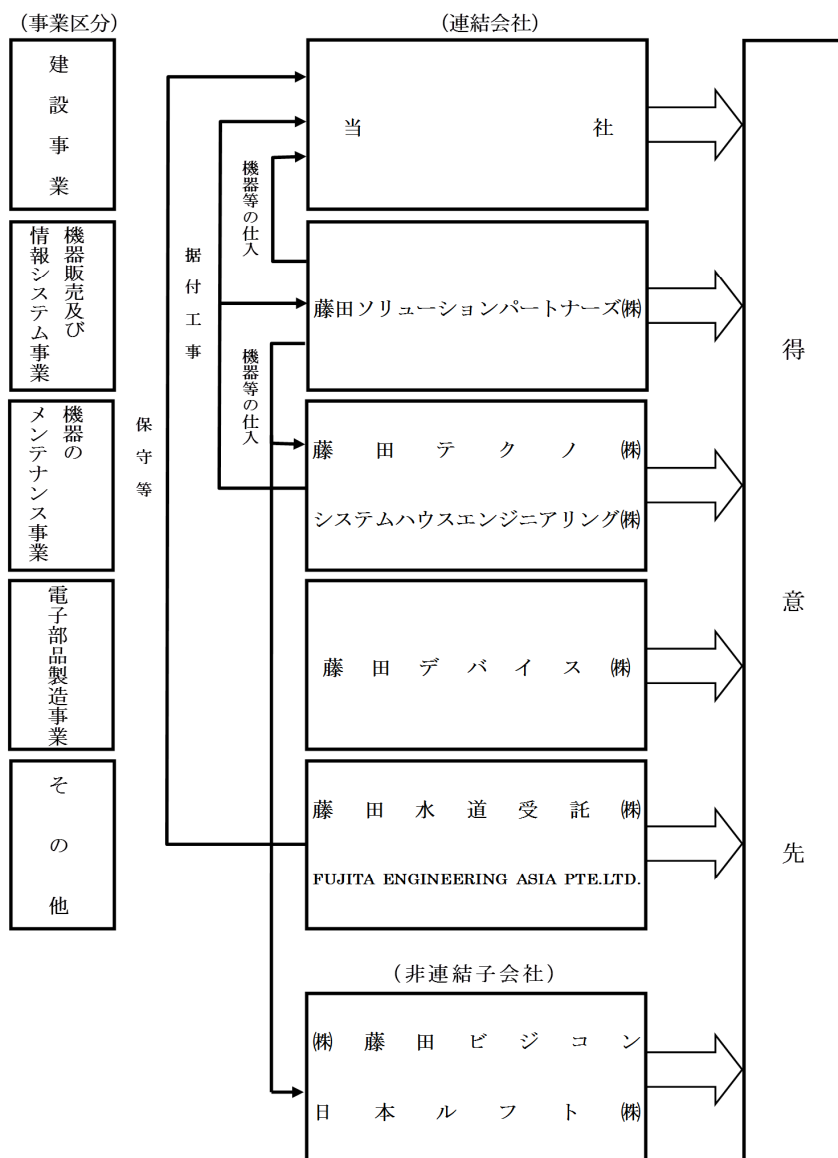 (事業区分)
(連結会社)
建設事業
当社
機器等の仕入
機器販売及び
情報システム事業
藤田ソリューションパートナーズ㈱
据付工事
機器等の仕入
得意先
機器の
メンテナンス事業
保守等
藤田テクノ㈱
システムハウスエンジニアリング㈱
電子部品製造事業
藤田デバイス㈱
その他
藤田水道受託㈱
FUJITA ENGINEERING ASIA PTE.LTD.
(非連結子会社)
㈱藤田ビジコン
日本ルフト㈱